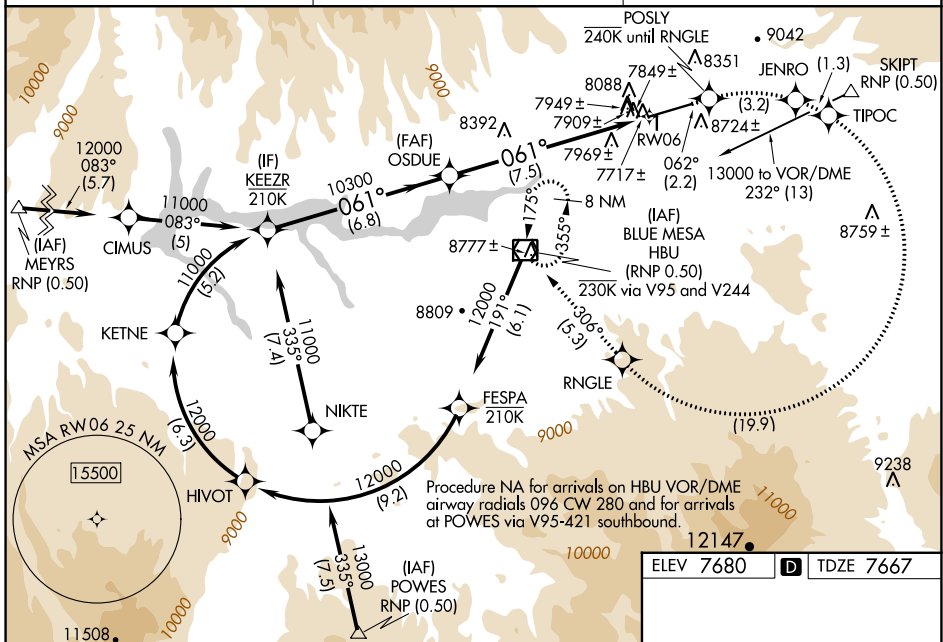 POSLY
240K until RNGLE
9042
8351
JENRO
(1.3)
SKIPT
RNP (0.50)
10000
9000
9000
8088
7849±
7949±
7909±
(3.2)
TIPOC
12000
083°
(5.7)
(FAF)
OSDUE
8392
061°
(7.5)
RW06
8724±
7969±
7717±
062°
(2.2)
13000 to VOR/DME
232° (13)
(IF)
KEEZR
210K
10300
061°
(6.8)
11000
083°
(5)
175°
355°
8 NM
(IAF)
BLUE MESA
HBU
(RNP 0.50)
230K via V95 and V244
8759±
(IAF)
MEYRS
RNP (0.50)
CIMUS
8777±
11000
(5.2)
11000
335°
(7.4)
8809
12000
191°
(6.1)
306°
(5.3)
KETNE
RNGLE
FESPA
210K
NIKTE
9000
(19.9)
12000
(6.3)
MSA RW06 25 NM
15500
HIVOT
12000
(9.2)
9238
Procedure NA for arrivals on HBU VOR/DME
airway radials 096 CW 280 and for arrivals
at POWES via V95-421 southbound.
11000
9000
10000
12147
13000
335°
(7.5)
(IAF)
POWES
RNP (0.50)
ELEV 7680
D
TDZE 7667
10000
11508